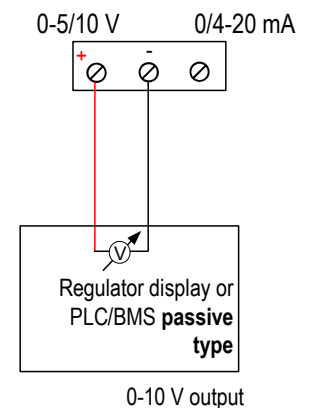 0-5/10 V 0/4-20 mA
+ -
V
Regulator display or
PLC/BMS passive
type
0-10 V output